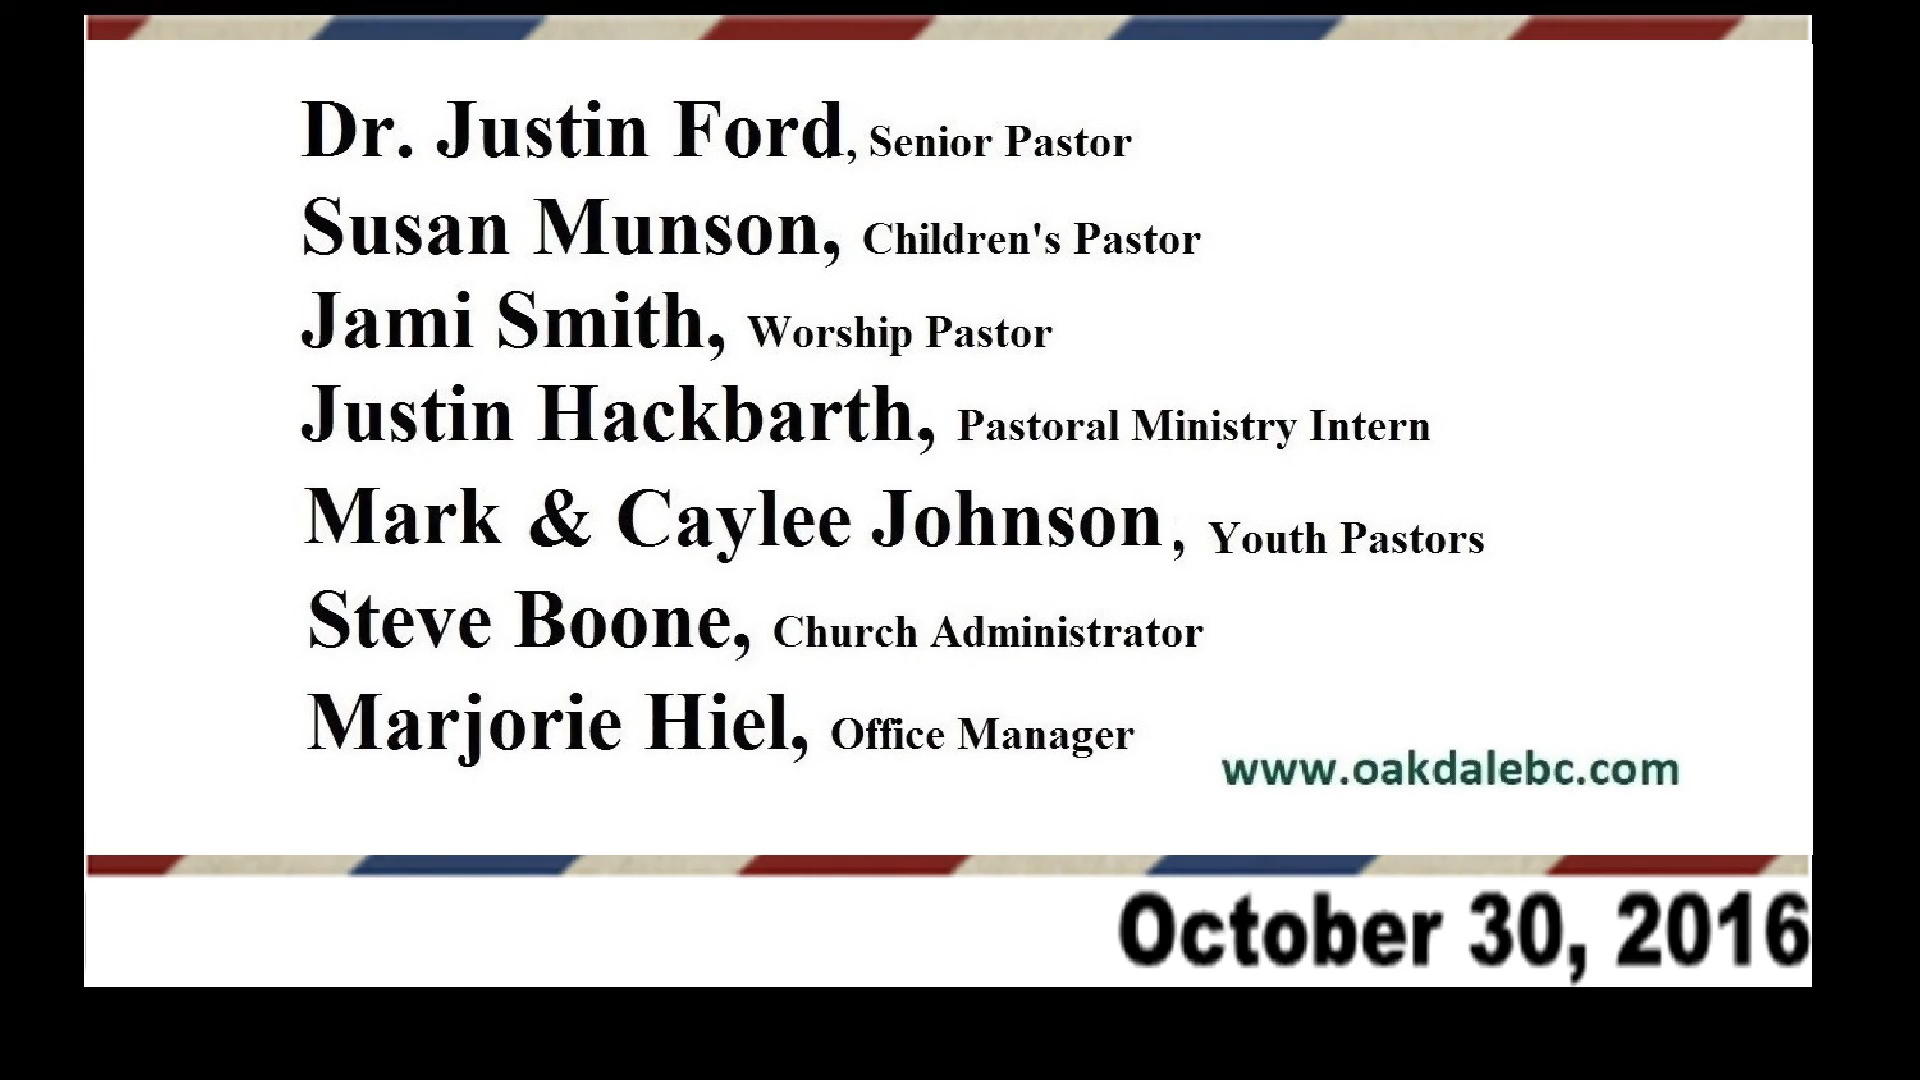 Dr. Justin Ford, Senior Pastor
Susan Munson, Children's Pastor
Jami Smith, Worship Pastor
Justin Hackbarth, Pastoral Ministry Intern
Mark & Caylee Johnson, Youth Pastors
Steve Boone, Church Administrator
Marjorie Hiel, Office Manager
www.oakdalebc.com
October 30, 2016